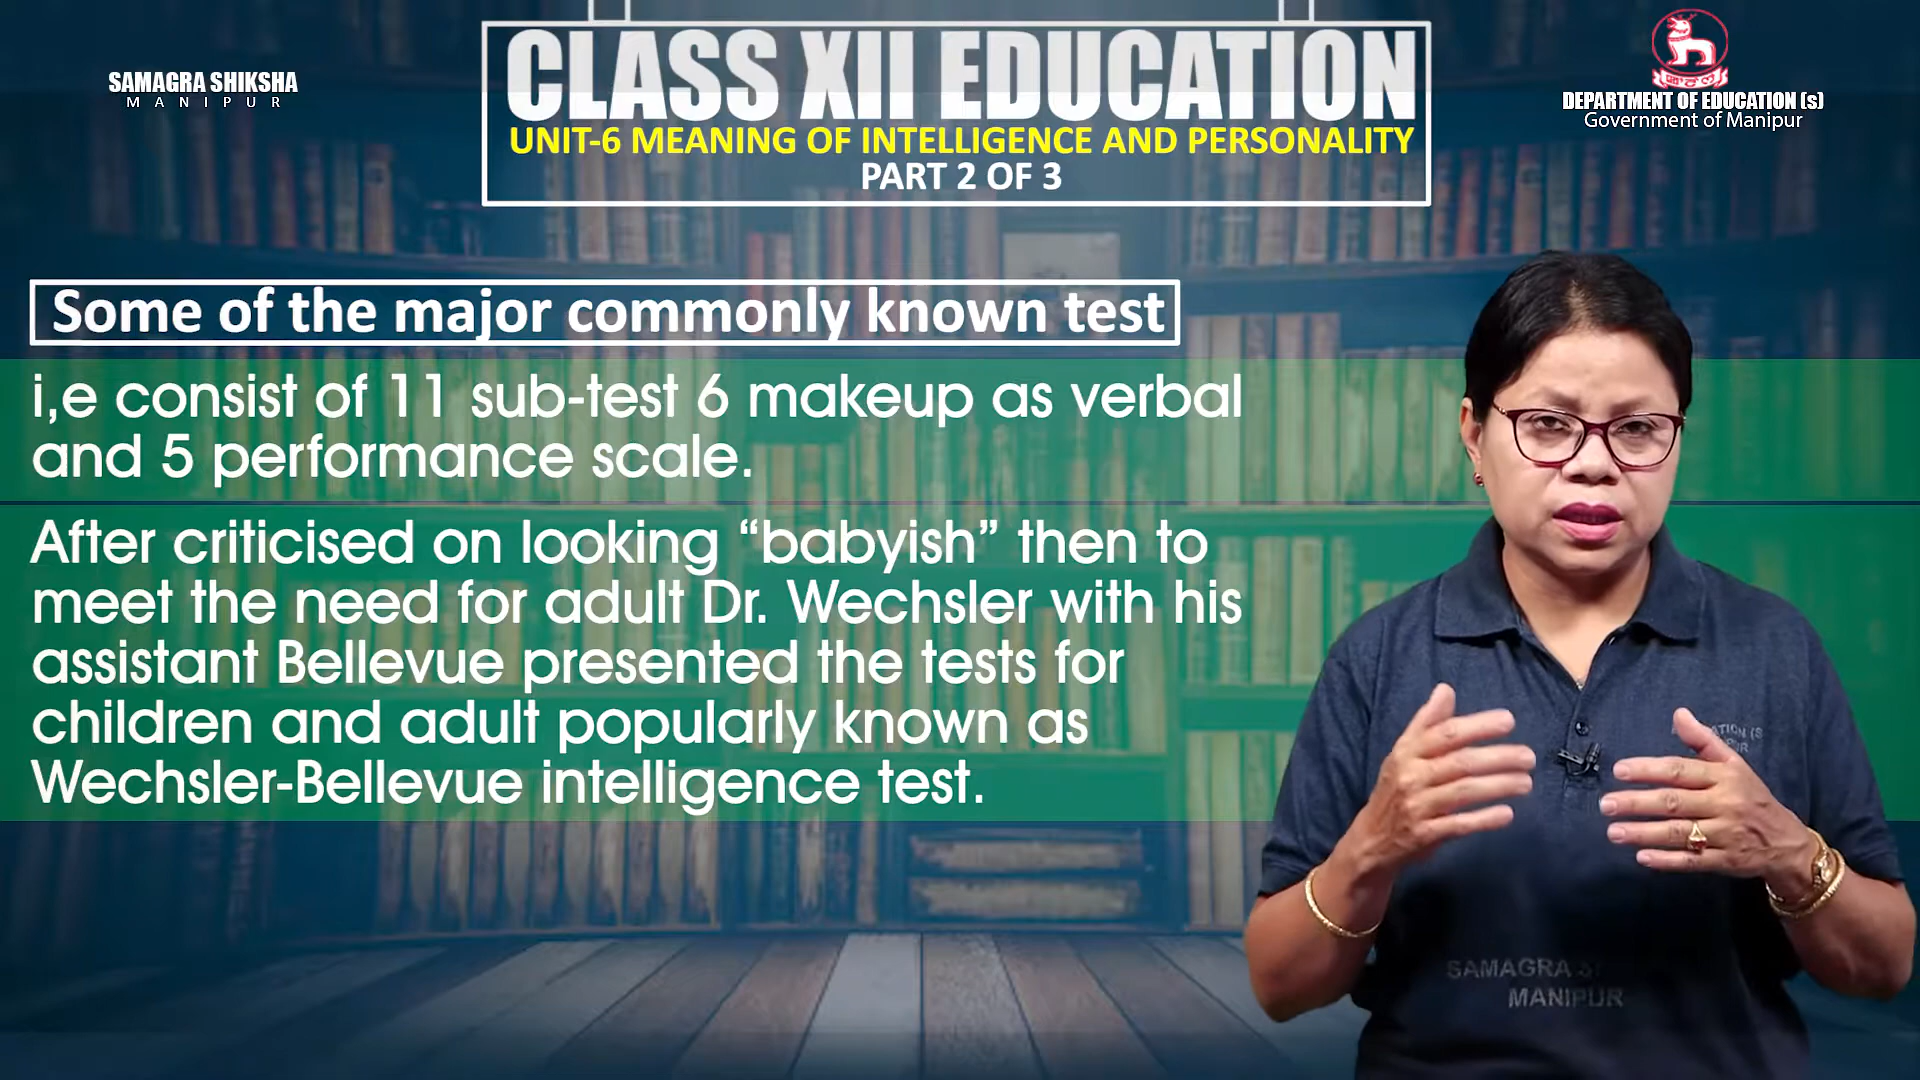 SAMAGRA SHIKSHA
MANIPUR
CLASS XII EDUCATION
UNIT-6 MEANING OF INTELLIGENCE AND PERSONALITY
PART 2 OF 3
DEPARTMENT OF EDUCATION (s)
Government of Manipur
Some of the major commonly known test
i,e consist of 11 sub-test 6 makeup as verbal
and 5 performance scale.
After criticised on looking “babyish” then to
meet the need for adult Dr. Wechsler with his
assistant Bellevue presented the tests for
children and adult popularly known as
Wechsler-Bellevue intelligence test.
SAMAGRA
MANIPUR